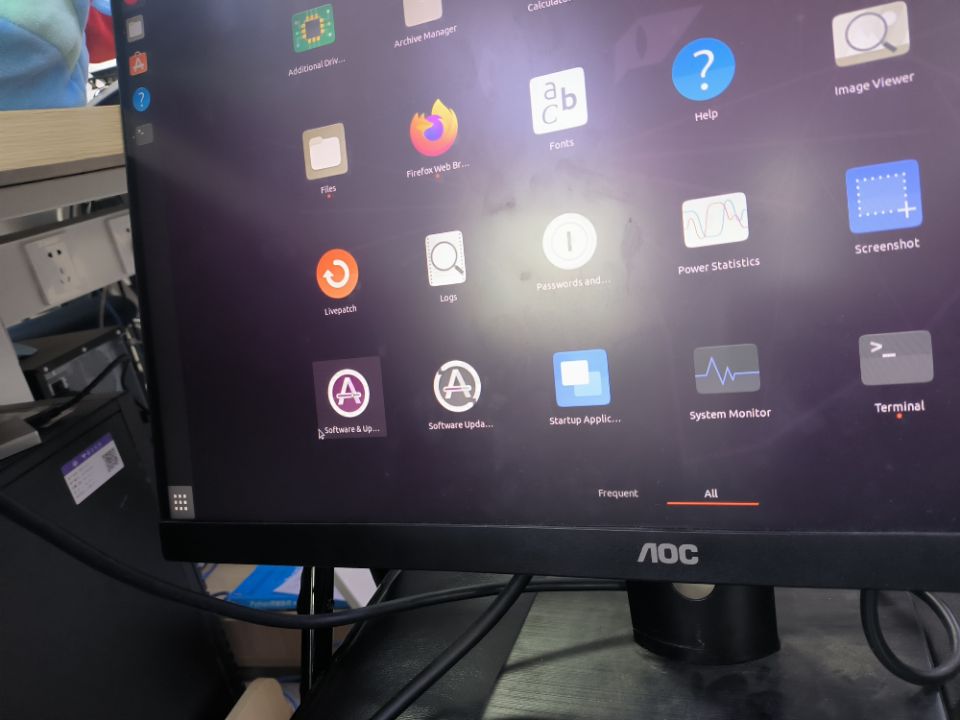 Calculator
Additional Driv...
Archive Manager
Image Viewer
Help
Fonts
Firefox Web Br...
Files
Screenshot
Power Statistics
Passwords and...
Logs
Livepatch
Terminal
System Monitor
Startup Applic...
Software Upda...
Software & Up...
Frequent
All
AOC